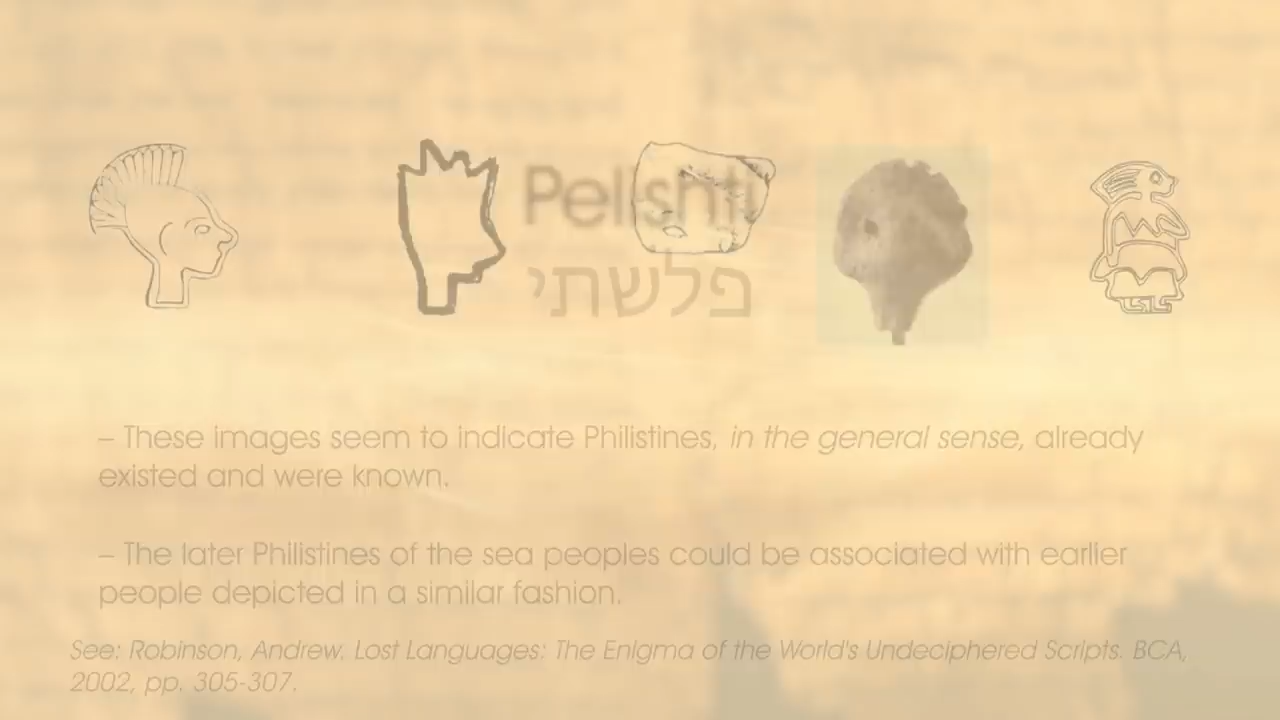 Pelishti
פלשתי
– These images seem to indicate Philistines, in the general sense, already
existed and were known.
– The later Philistines of the sea peoples could be associated with earlier
people depicted in a similar fashion.
See: Robinson, Andrew. Lost Languages: The Enigma of the World's Undeciphered Scripts. BCA,
2002, pp. 305-307.